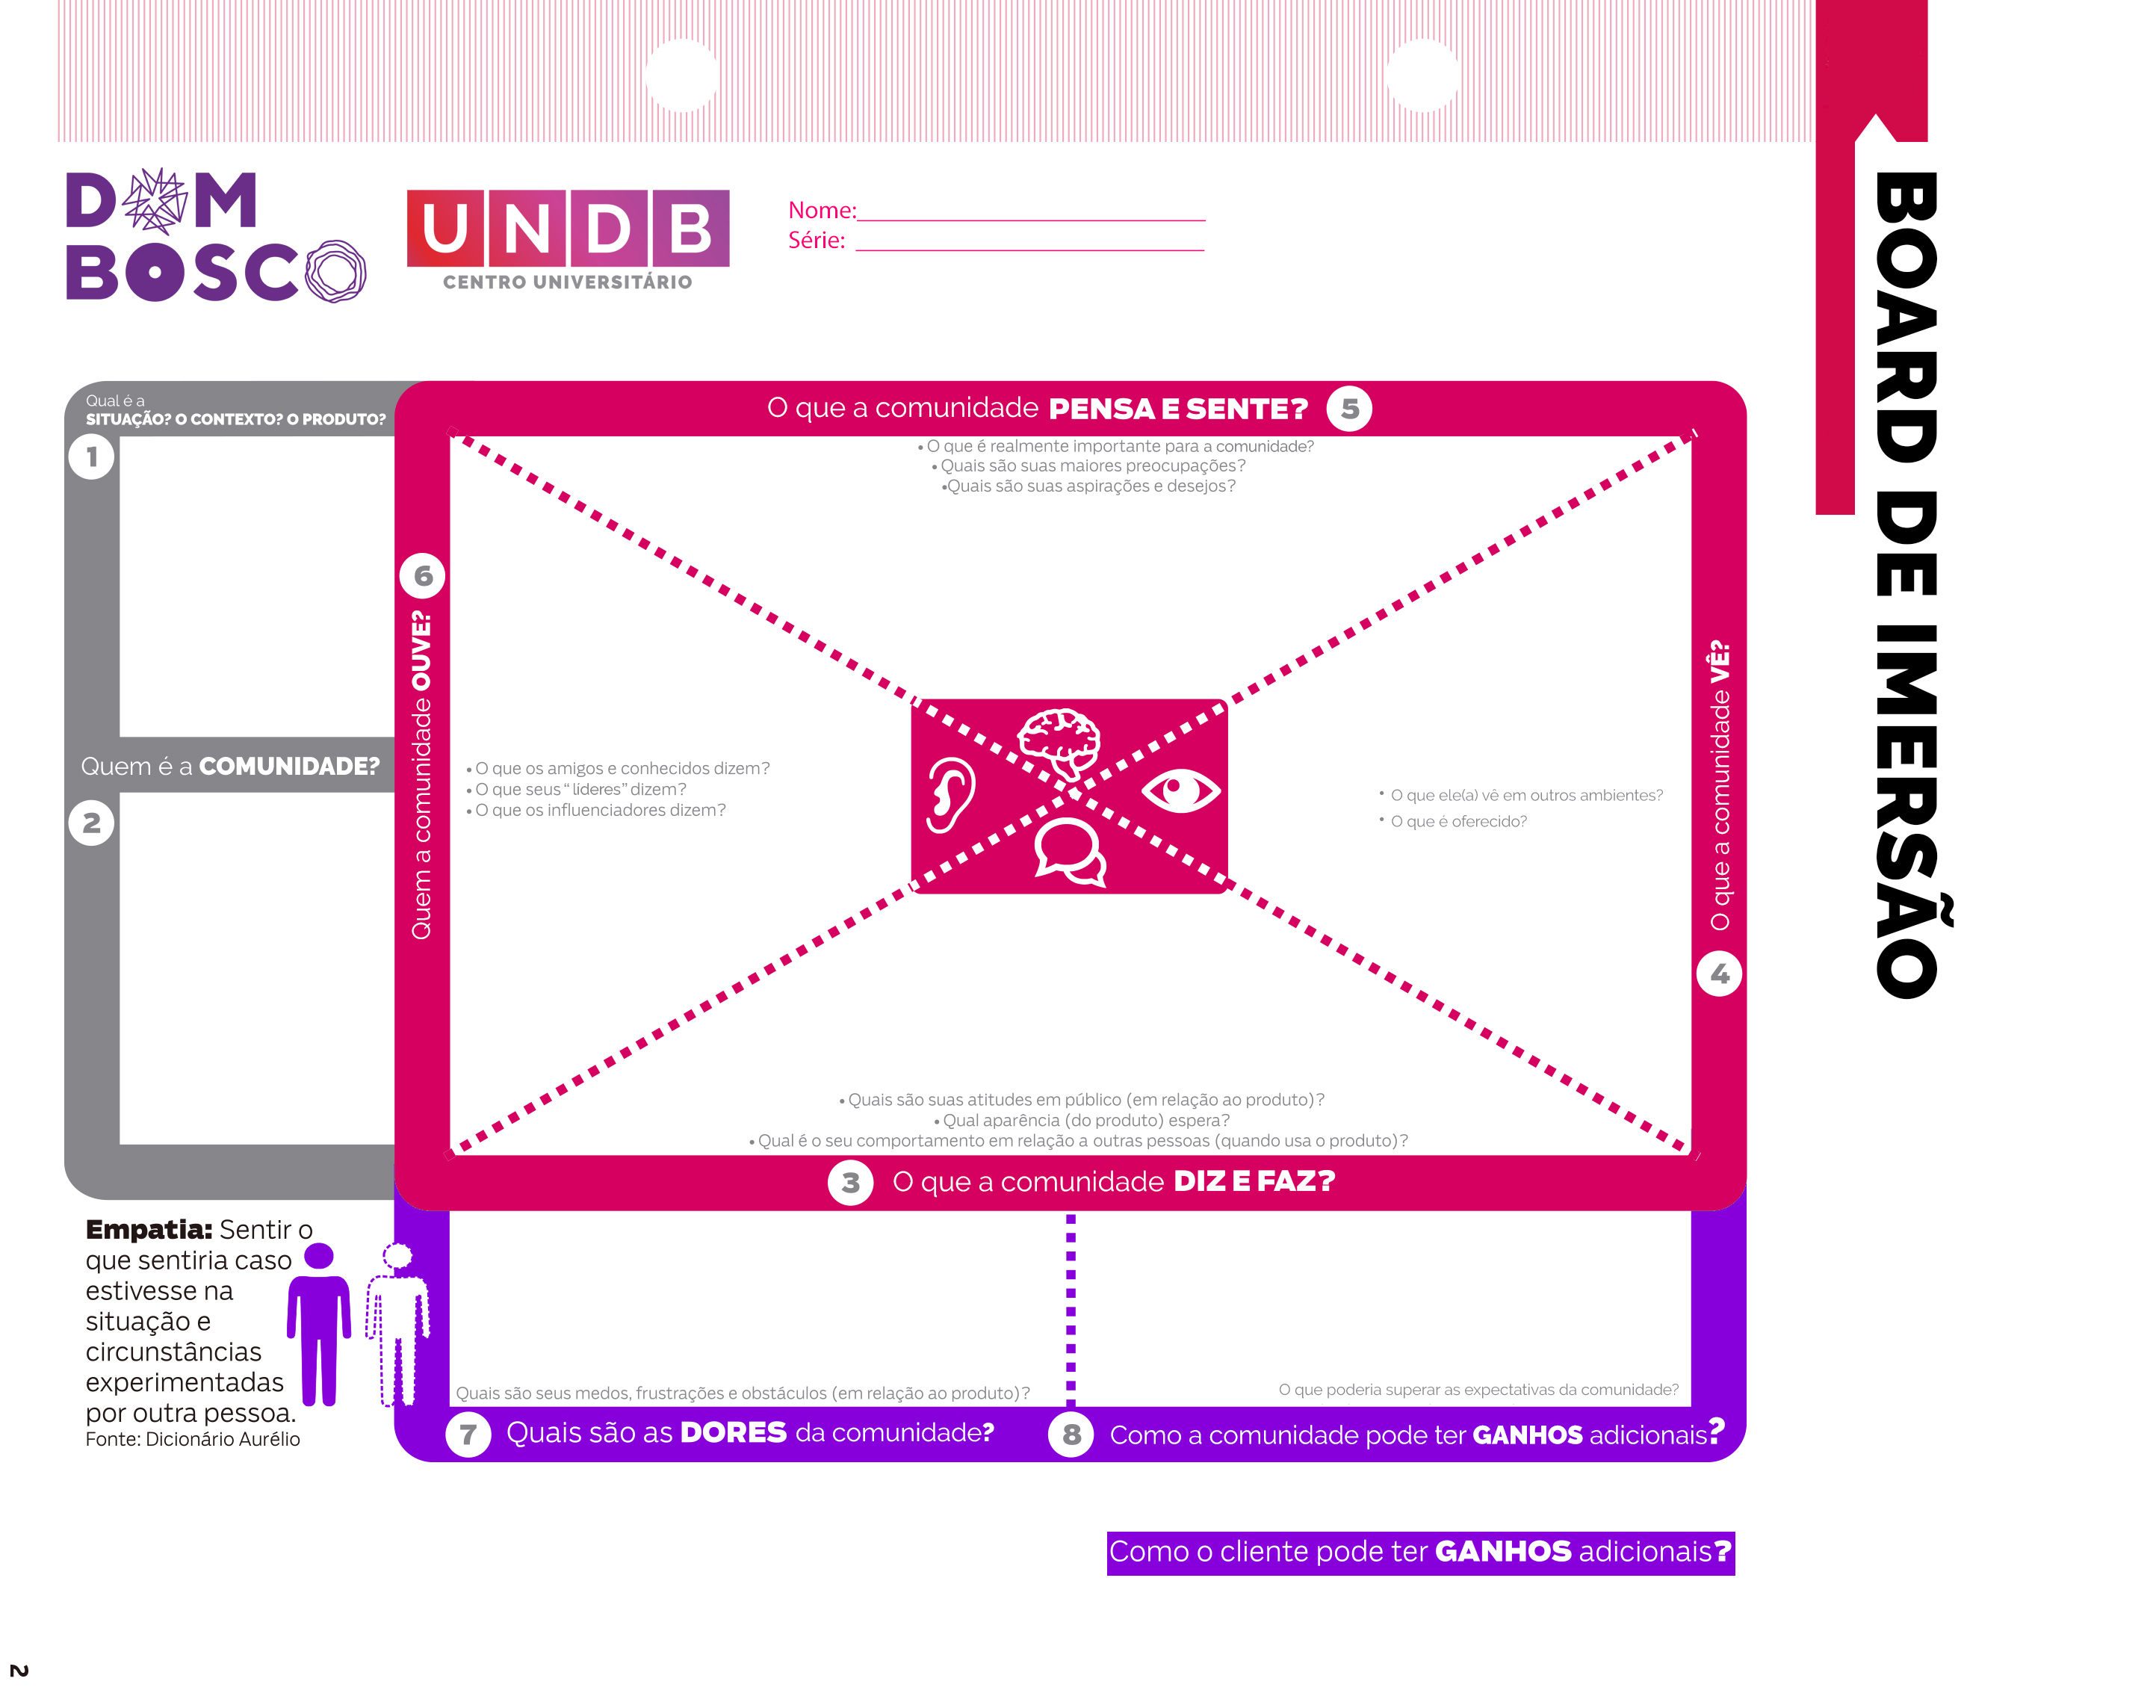 DOM
BOSCO
UNDB
CENTRO UNIVERSITÁRIO
Nome:
Série:
BOARD DE IMERSÃO
Qual é a
SITUAÇÃO? O CONTEXTO? O PRODUTO?
1
Quem é a COMUNIDADE?
2
O que a comunidade PENSA E SENTE? 5
• O que é realmente importante para a comunidade?
• Quais são suas maiores preocupações?
•Quais são suas aspirações e desejos?
6
Quem a comunidade OUVE?
• O que os amigos e conhecidos dizem?
• O que seus “ líderes” dizem?
• O que os influenciadores dizem?
O que a comunidade VÊ?
4
• O que ele(a) vê em outros ambientes?
• O que é oferecido?
• Quais são suas atitudes em público (em relação ao produto)?
• Qual aparência (do produto) espera?
• Qual é o seu comportamento em relação a outras pessoas (quando usa o produto)?
3 O que a comunidade DIZ E FAZ?
Empatia: Sentir o
que sentiria caso
estivesse na
situação e
circunstâncias
experimentadas
por outra pessoa.
Fonte: Dicionário Aurélio
Quais são seus medos, frustrações e obstáculos (em relação ao produto)?
7 Quais são as DORES da comunidade?
O que poderia superar as expectativas da comunidade?
8 Como a comunidade pode ter GANHOS adicionais?
Como o cliente pode ter GANHOS adicionais?
2